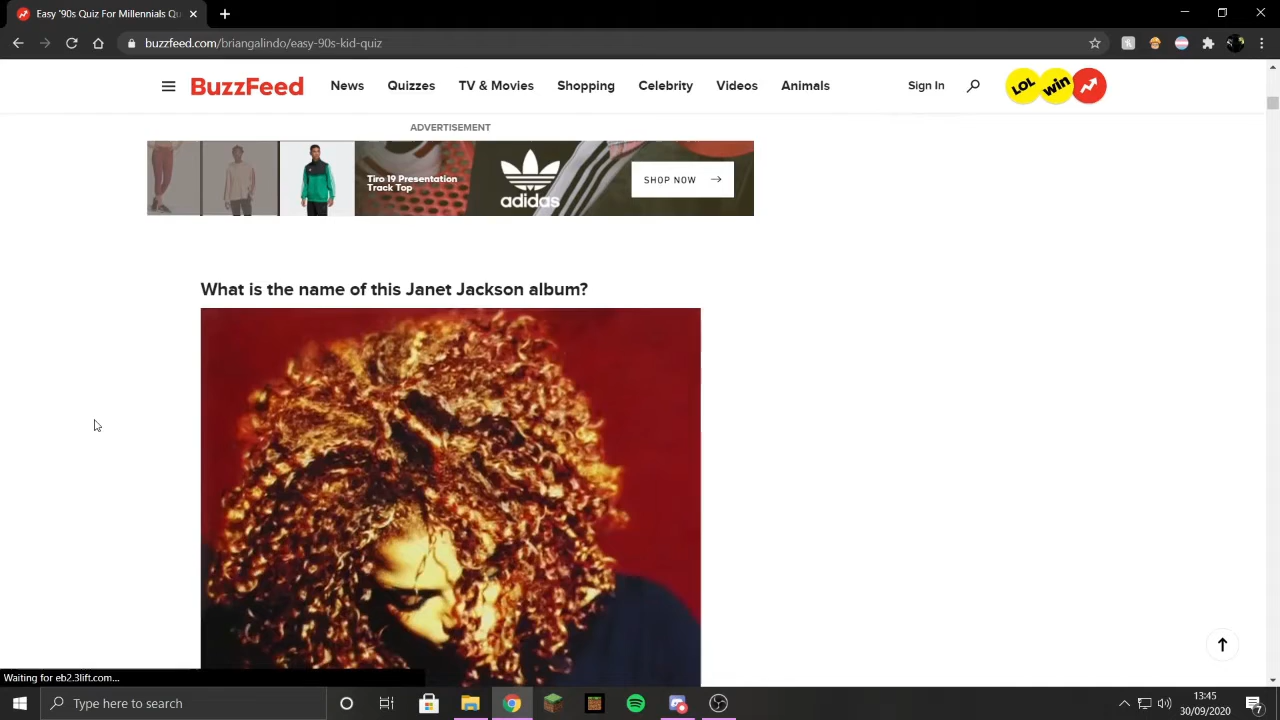 Easy '90s Quiz For Millennials Qu
buzzfeed.com/briangalindo/easy-90s-kid-quiz
BuzzFeed
News
Quizzes
TV & Movies
Shopping
Celebrity
Videos
Animals
Sign In
LOL
win
ADVERTISEMENT
Tiro 19 Presentation
Track Top
adidas
SHOP NOW
What is the name of this Janet Jackson album?
Waiting for eb2.3lift.com...
Type here to search
13:45
30/09/2020
7